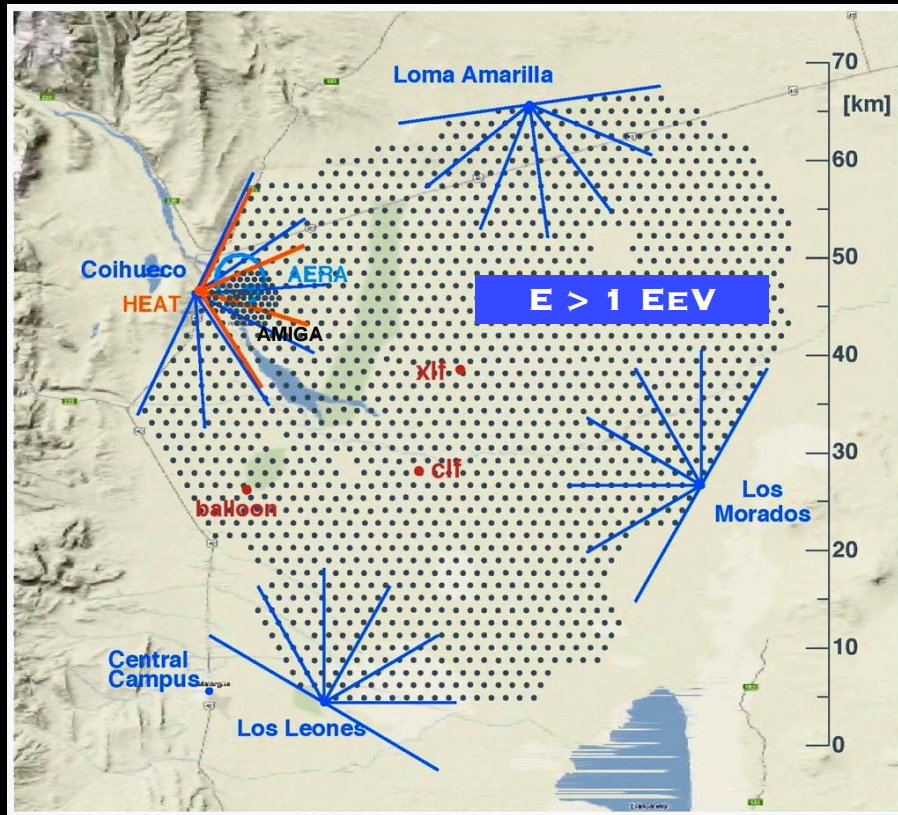 Loma Amarilla
70
[km]
60
50
Coihueco
AERA
HEAT
E > 1 EeV
AMIGA
40
xlf
30
clf
balloon
Los
Morados
20
10
Central
Campus
Los Leones
0